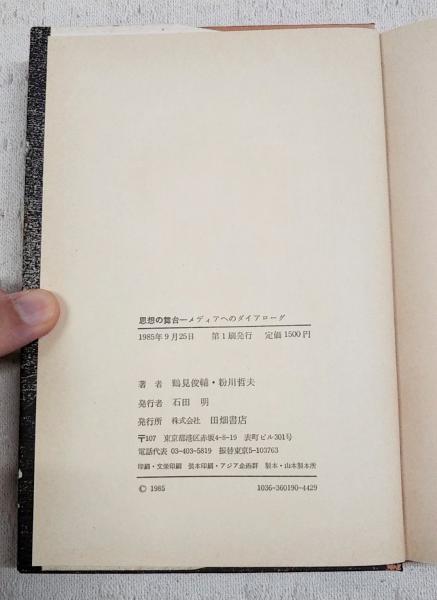 思想の舞台―メディアへのダイアローグ
1985年9月25日 第1刷発行 定価 1500円
著者 鶴見俊輔・粉川哲夫
発行者 石田 明
発行所 株式会社 田畑書店
〒107 東京都港区赤坂4-8-19 表町ビル301号
電話代表 03-403-5819 振替東京5-103763
印刷・文栄印刷 装本印刷・アジア企画群 製本・山本製本所
© 1985 1036-360190-4429